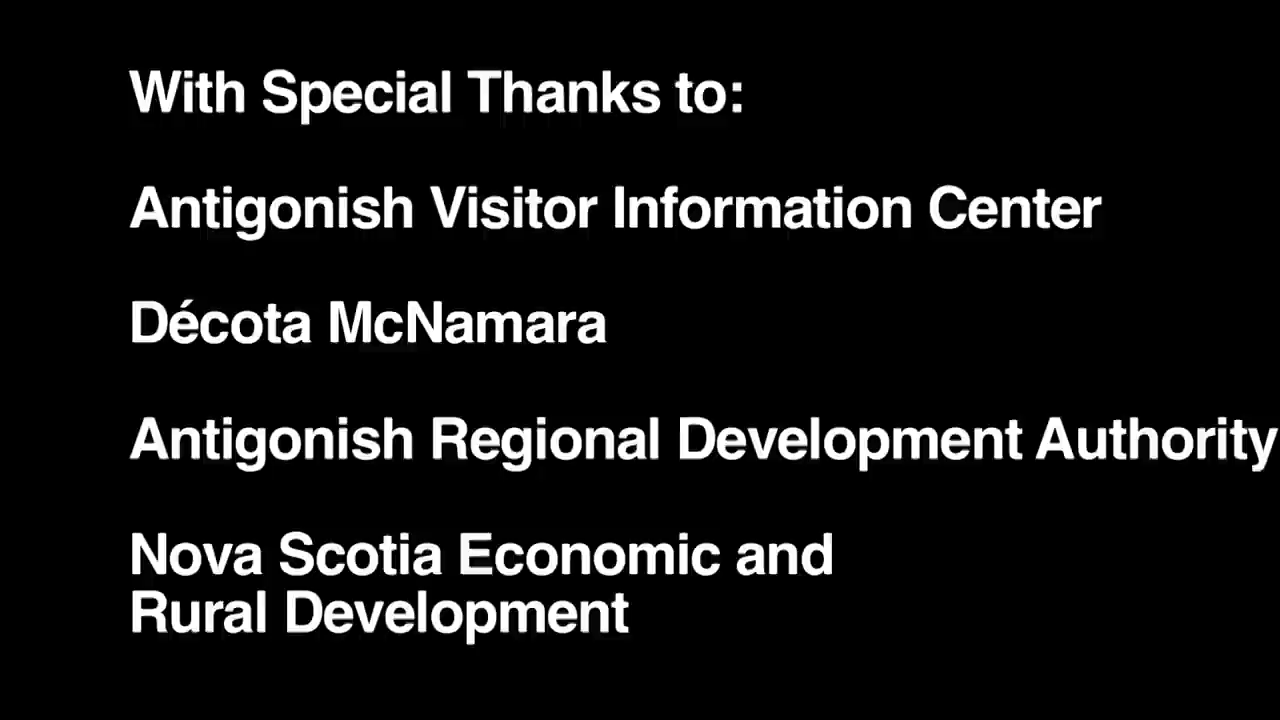 With Special Thanks to:
Antigonish Visitor Information Center
Décota McNamara
Antigonish Regional Development Authority
Nova Scotia Economic and
Rural Development